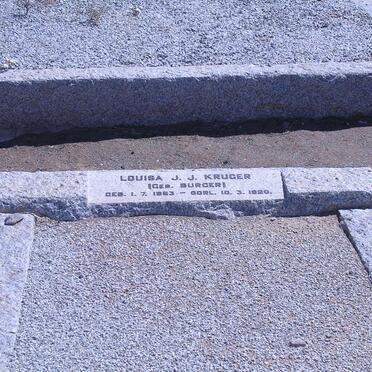 LOUISA J. J. KRUGER
(GEB. BURGER)
GEB. 1. 7. 1863 – OORL. 10. 3. 1920.